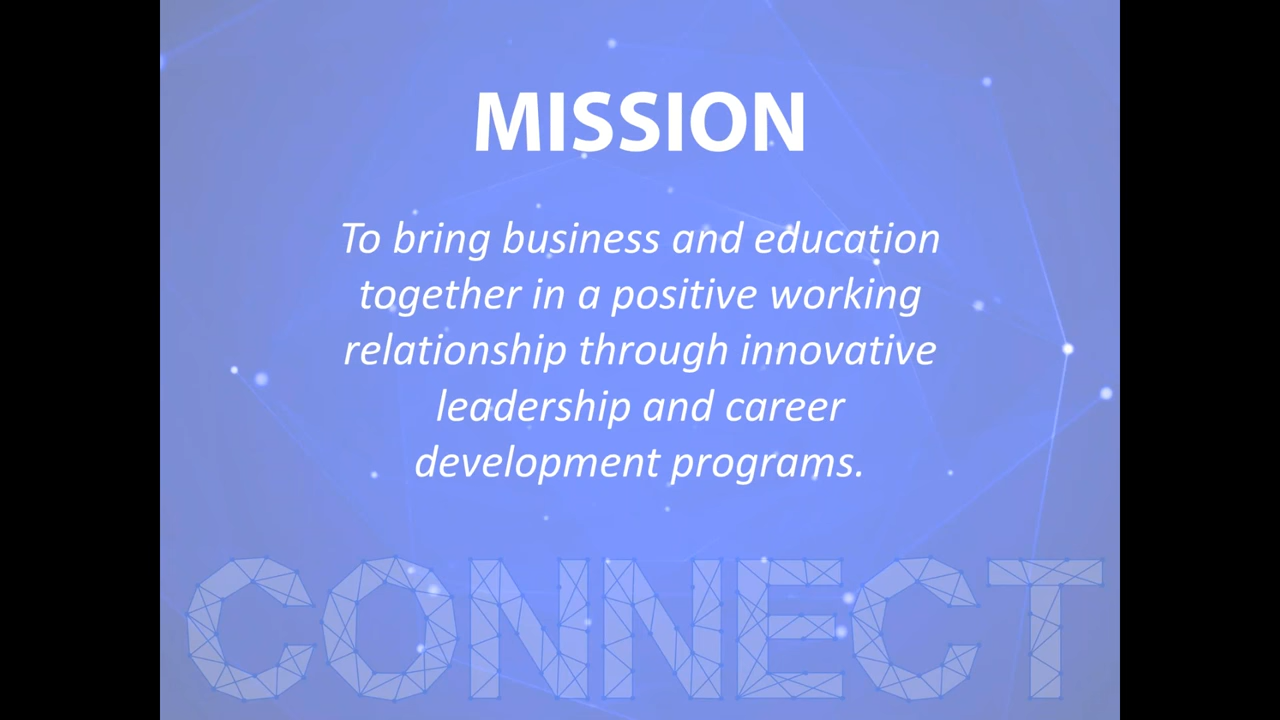 MISSION
To bring business and education
together in a positive working
relationship through innovative
leadership and career
development programs.
CONNECT